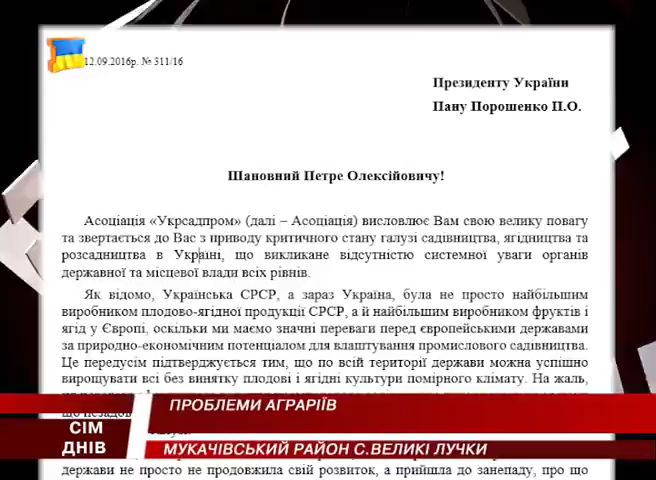 12.09.2016р. № 311/16
Президенту України
Пану Порошенко П.О.
Шановний Петре Олексійовичу!
Асоціація «Укрсадпром» (далі – Асоціація) висловлює Вам свою велику повагу
та звертається до Вас з приводу критичного стану галузі садівництва, ягідництва та
розсадництва в Україні, що викликане відсутністю системної уваги органів
державної та місцевої влади всіх рівнів.
Як відомо, Українська СРСР, а зараз Україна, була не просто найбільшим
виробником плодово-ягідної продукції СРСР, а й найбільшим виробником фруктів і
ягід у Європі, оскільки ми маємо значні переваги перед європейськими державами
за природно-економічним потенціалом для влаштування промислового садівництва.
Це передусім підтверджується тим, що по всій території держави можна успішно
вирощувати всі без винятку плодові і ягідні культури помірного клімату. На жаль,
ПРОБЛЕМИ АГРАРІЇВ
СІМ
ДНІВ
МУКАЧІВСЬКИЙ РАЙОН С.ВЕЛИКІ ЛУЧКИ
держави не просто не продовжила свій розвиток, а прийшла до занепаду, про що